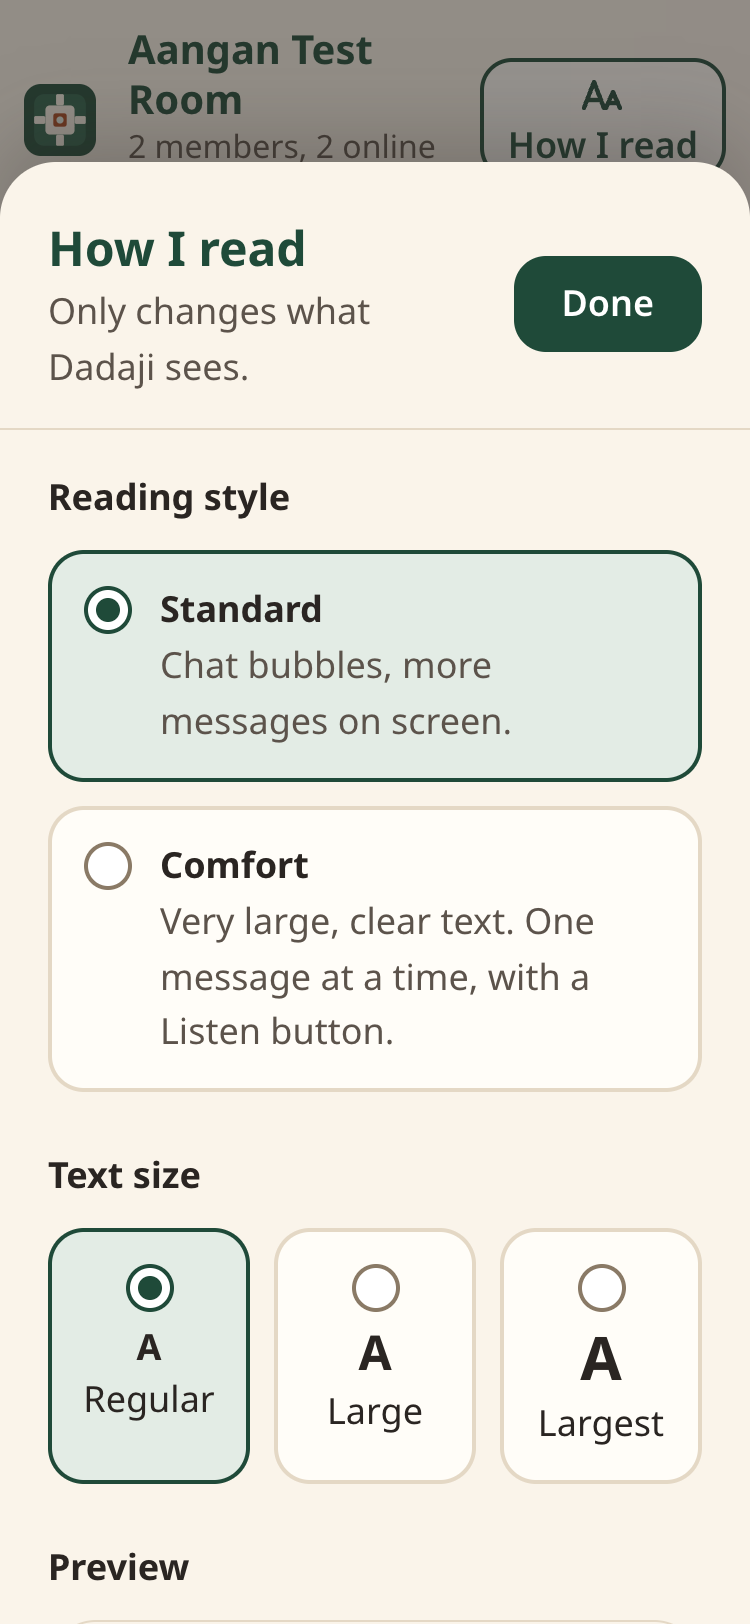 Aangan Test
Room
2 members, 2 online
How I read
How I read
Only changes what
Dadaji sees.
Done
Reading style
Standard
Chat bubbles, more
messages on screen.
Comfort
Very large, clear text. One
message at a time, with a
Listen button.
Text size
A
Regular
A
Large
A
Largest
Preview